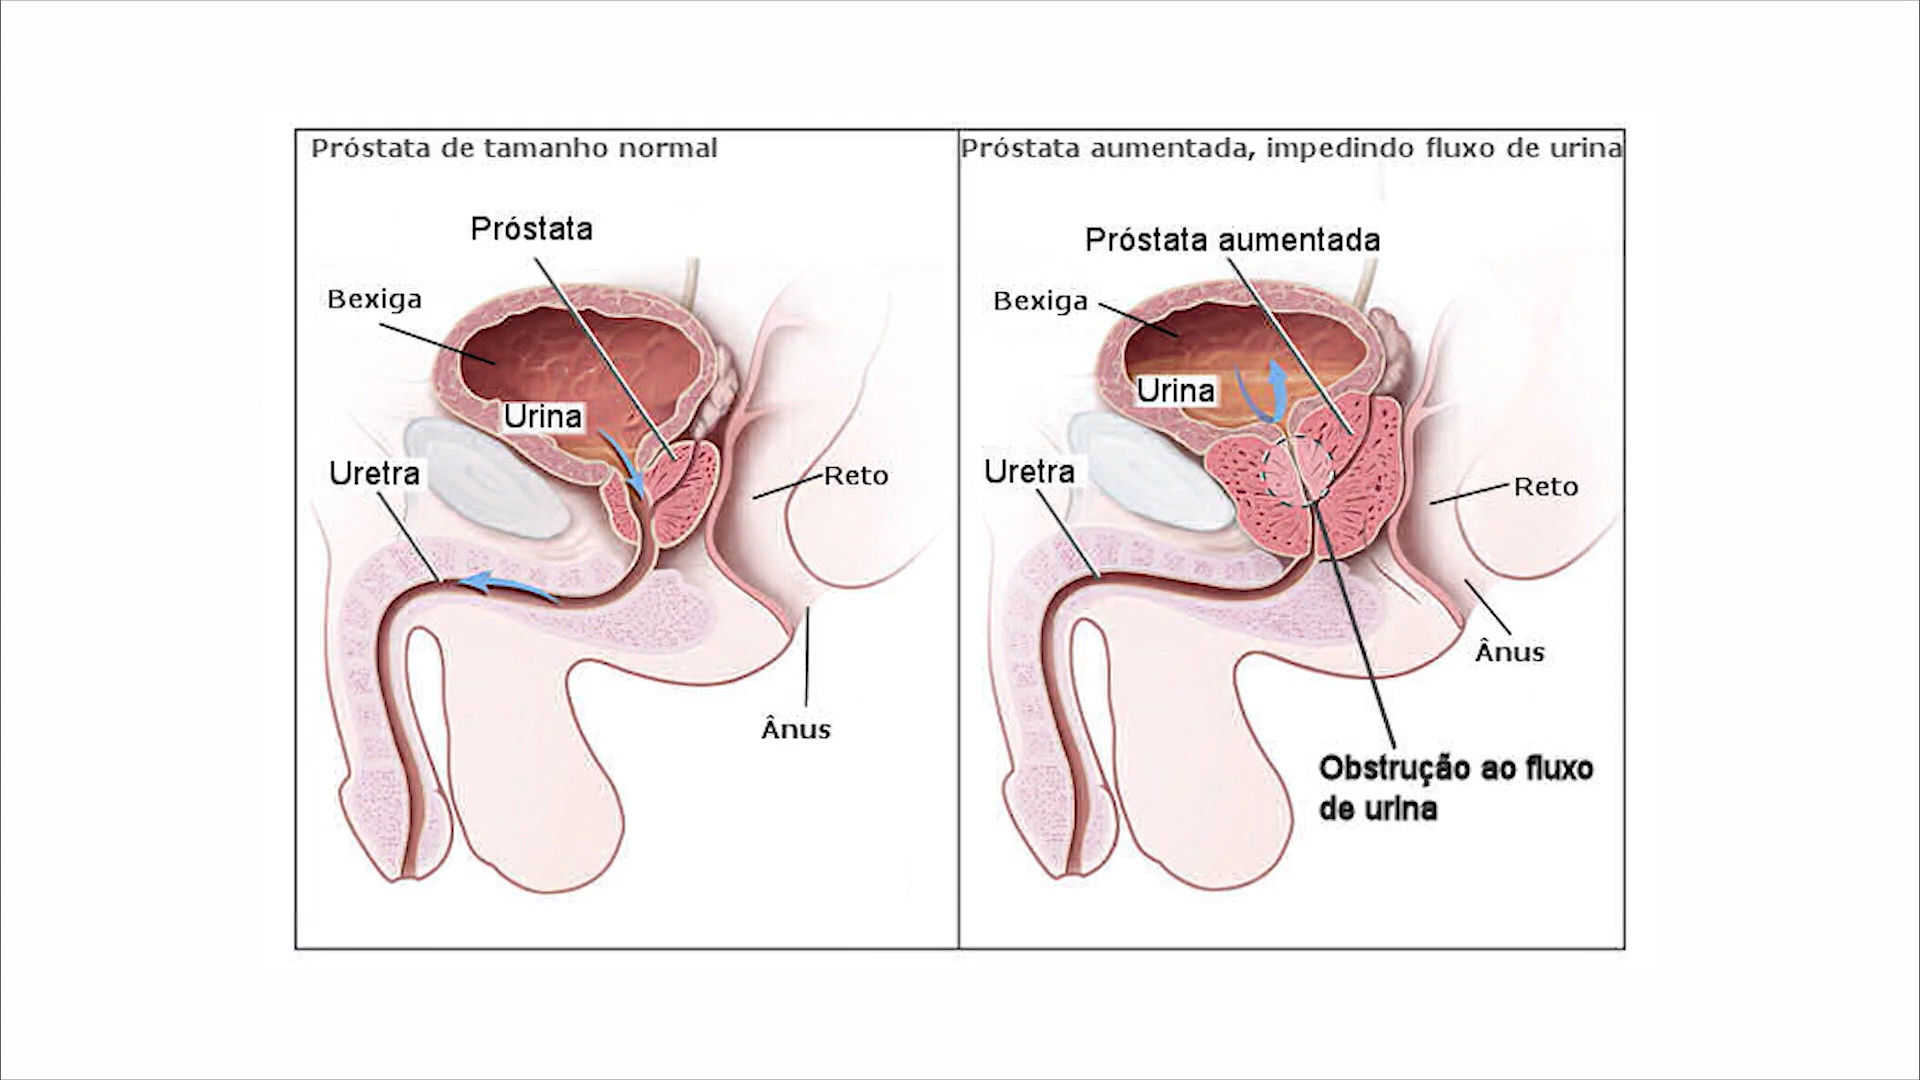 Próstata de tamanho normal
Próstata
Bexiga
Urina
Uretra
Reto
Ânus
Próstata aumentada, impedindo fluxo de urina
Próstata aumentada
Bexiga
Urina
Uretra
Reto
Ânus
Obstrução ao fluxo
de urina